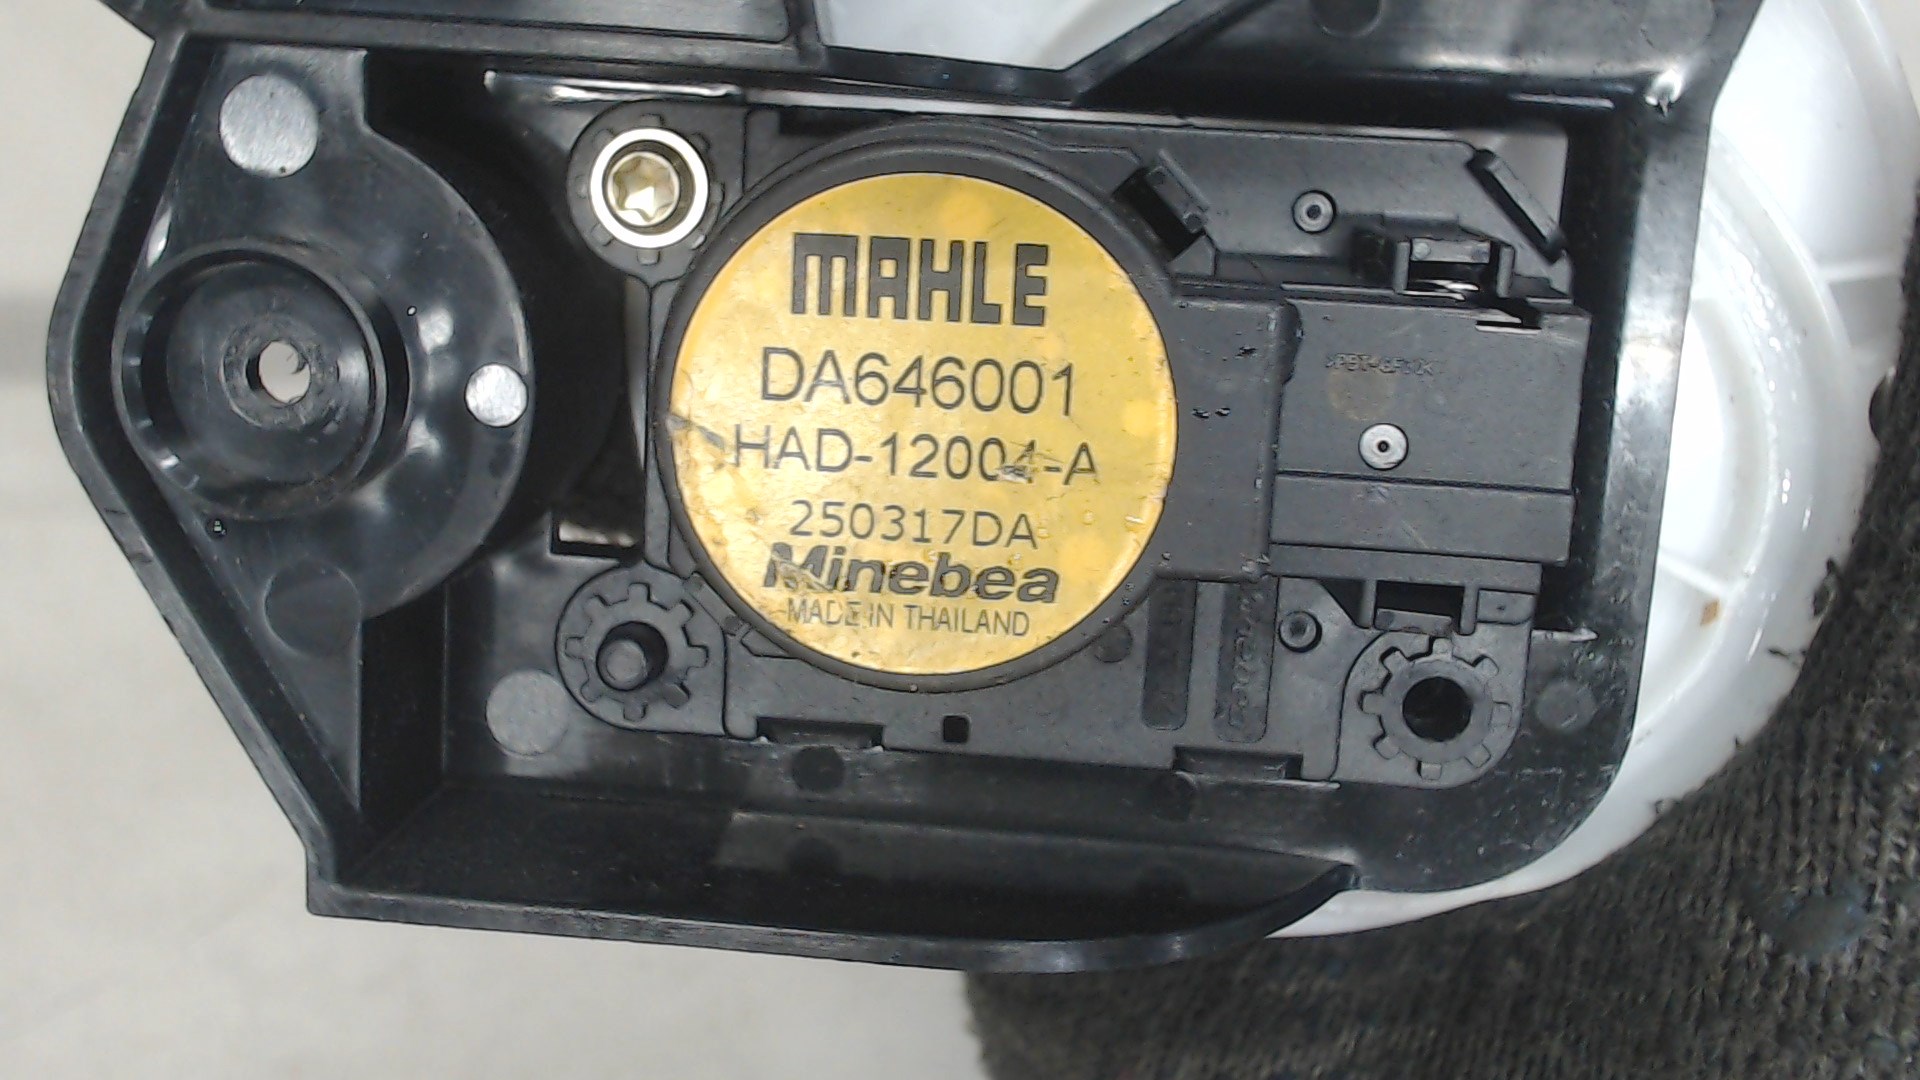 MAHLE
DA646001
HAD-12004-A
250317DA
Minebea
MADE IN THAILAND